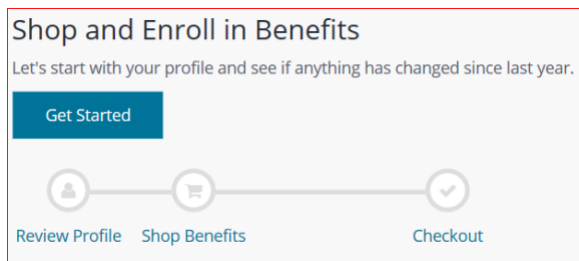 Shop and Enroll in Benefits
Let's start with your profile and see if anything has changed since last year.
Get Started
Review Profile Shop Benefits Checkout